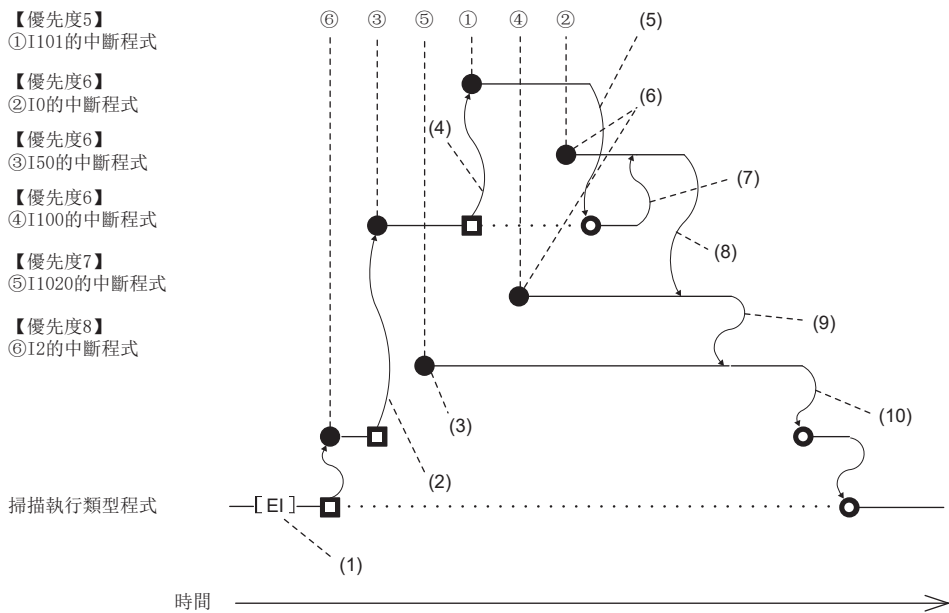 ⑥ ③ ⑤ ① ④ ② (5)
【優先度5】
①I101的中斷程式
【優先度6】
②I0的中斷程式
(6)
(4)
【優先度6】
③I50的中斷程式
(7)
【優先度6】
④I100的中斷程式
(8)
【優先度7】
⑤I1020的中斷程式
(9)
【優先度8】
⑥I2的中斷程式
(3)
(10)
(2)
掃描執行類型程式
[ EI ]
(1)
時間